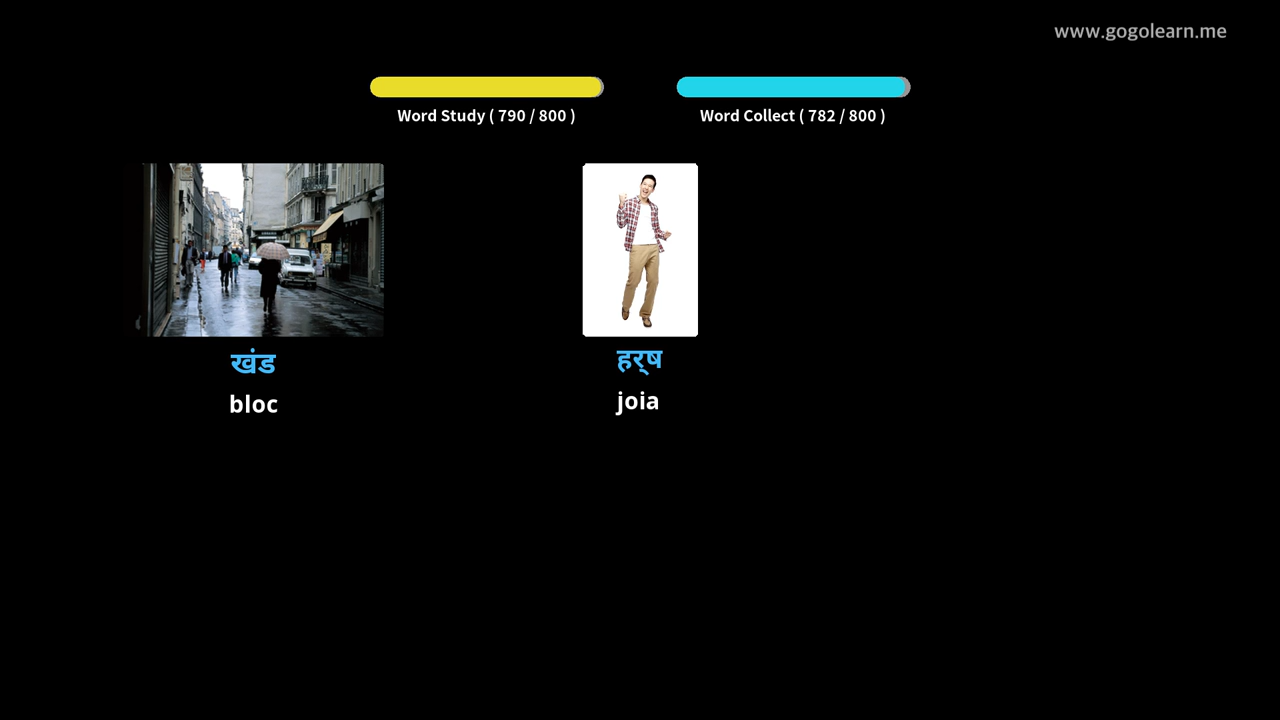 www.gogolearn.me
Word Study ( 790 / 800 )
Word Collect ( 782 / 800 )
खंड
bloc
हर्ष
joia